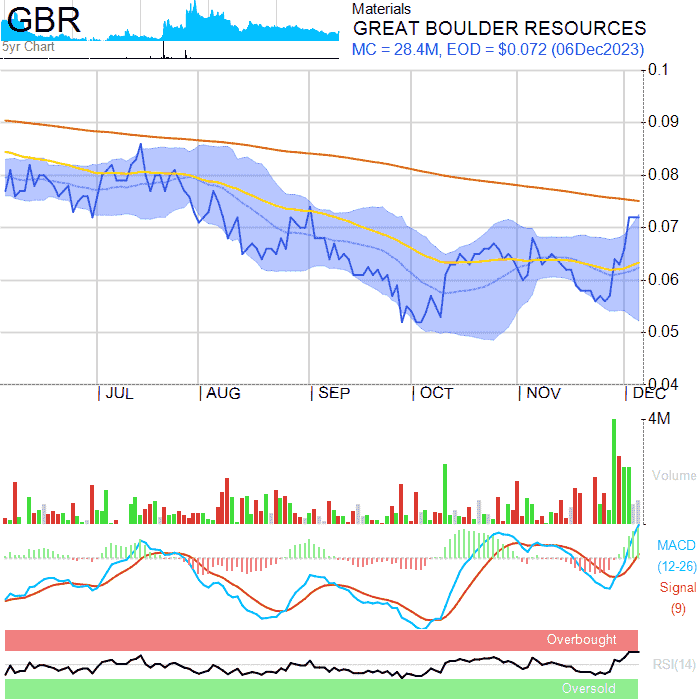 GBR
5yr Chart
Materials
GREAT BOULDER RESOURCES
MC = 28.4M, EOD = $0.072 (06Dec2023)
0.1
0.09
0.08
0.07
0.06
0.05
0.04
JUL AUG SEP OCT NOV DEC
4M
Volume
MACD
(12-26)
Signal
(9)
Overbought
RSI(14)
Oversold